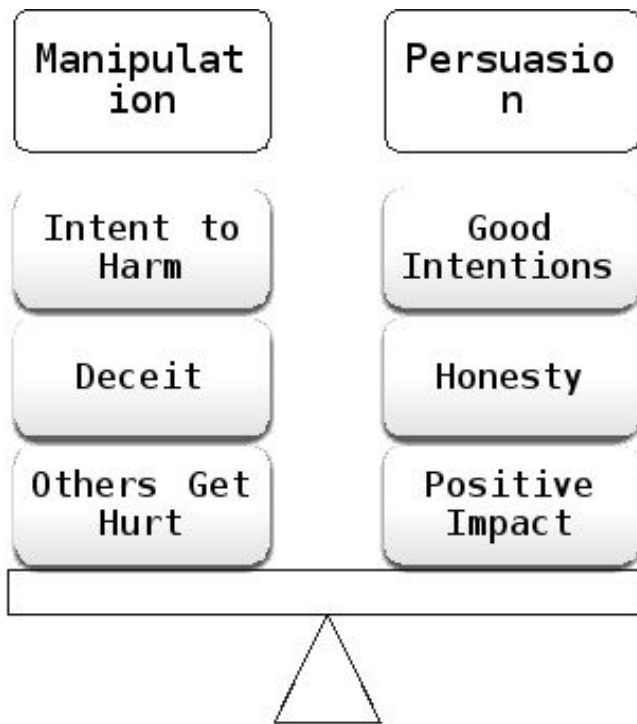 Manipulat
ion
Persuasio
n
Intent to
Harm
Good
Intentions
Deceit
Honesty
Others Get
Hurt
Positive
Impact